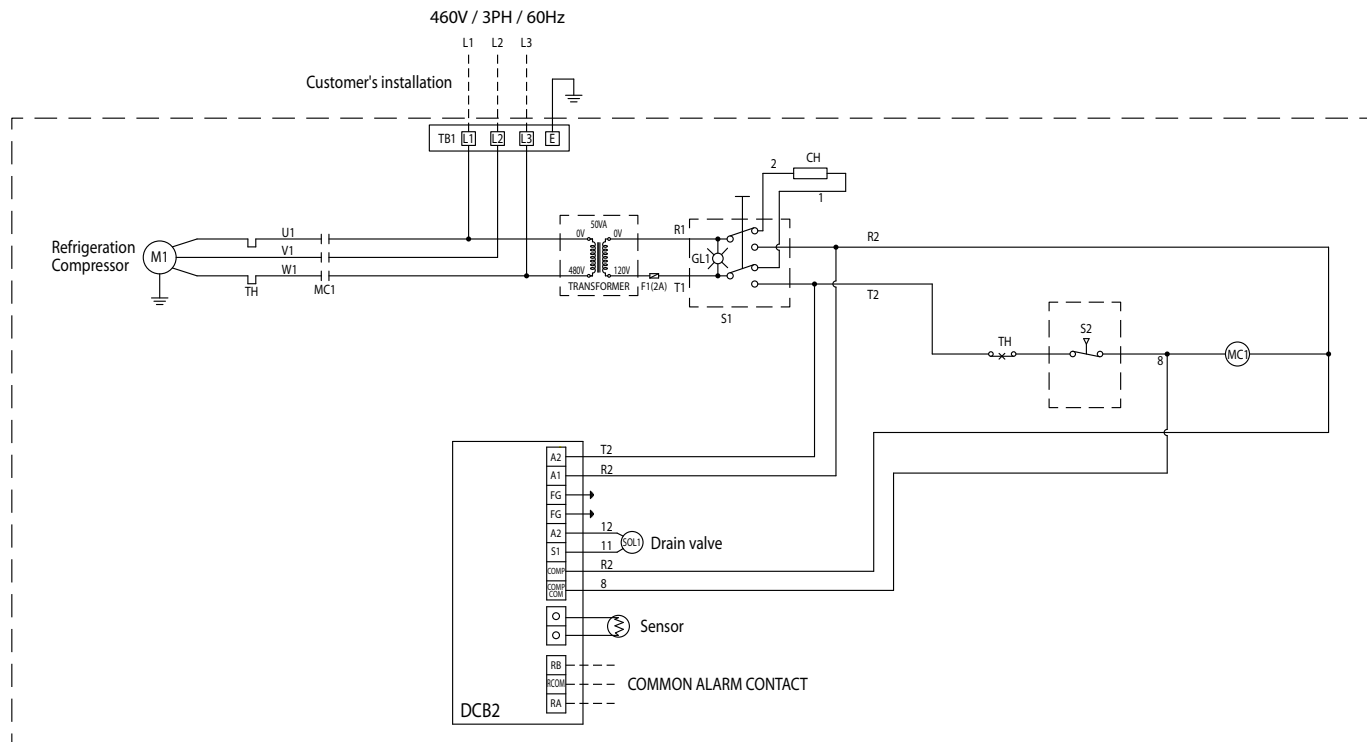 460V / 3PH / 60Hz
L1 L2 L3
Customer's installation
TB1 L1 L2 L3 E
CH
2
1
50VA
0V 0V
480V 120V
TRANSFORMER
F1(2A)
R1
T1
GL1
S1
R2
T2
Refrigeration
Compressor
M1
U1
V1
W1
TH
MC1
TH
S2
8
MC1
A2 T2
A1 R2
FG
FG
A2 12
S1 11
SOL1 Drain valve
COMP R2
COMP
COM
8
Sensor
RB
RCOM COMMON ALARM CONTACT
RA
DCB2